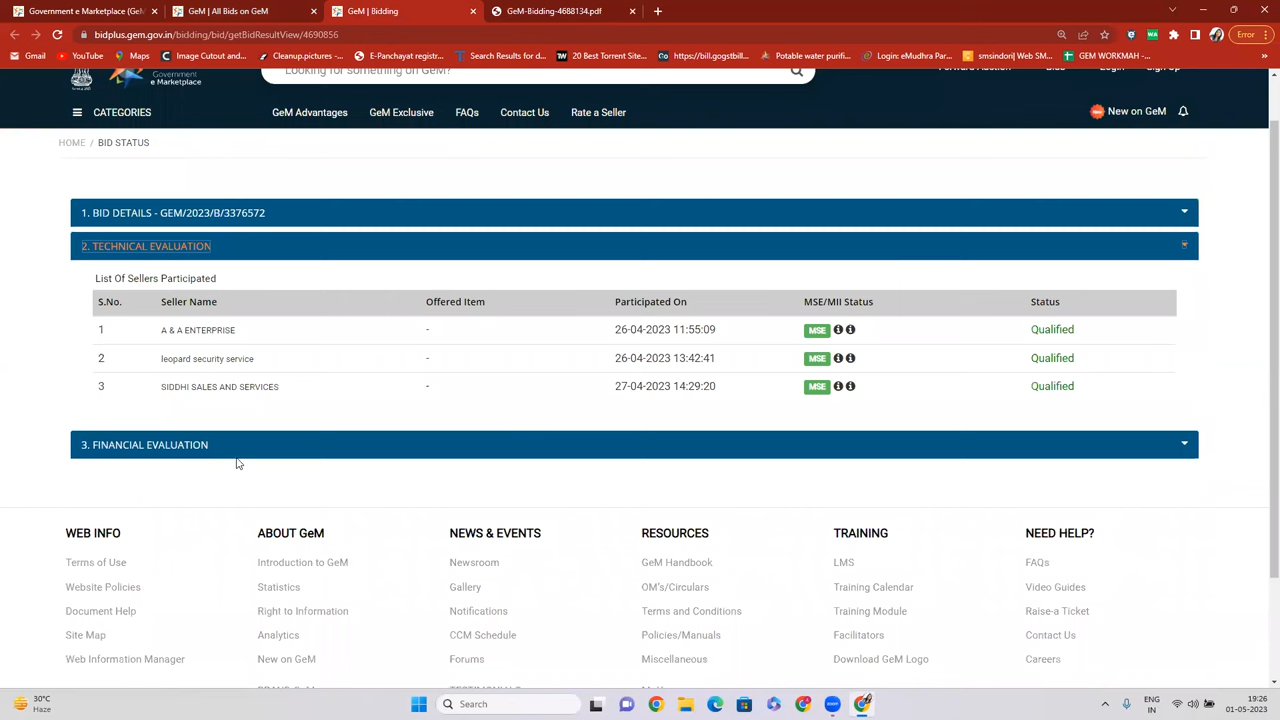 Government e Marketplace (GeM
GeM | All Bids on GeM
GeM | Bidding
GeM-Bidding-4688134.pdf
bidplus.gem.gov.in/bidding/bid/getBidResultView/4690856
Error
Gmail
YouTube
Maps
Image Cutout and...
Cleanup.pictures -...
E-Panchayat registr...
Search Results for d...
20 Best Torrent Site...
https://bill.gogstbill...
Potable water purifi...
Login: eMudhra Par...
smsindori| Web SM...
GEM WORKMAH -...
Government
e Marketplace
Looking for something on GeM?
CATEGORIES
GeM Advantages
GeM Exclusive
FAQs
Contact Us
Rate a Seller
New on GeM
HOME / BID STATUS
1. BID DETAILS - GEM/2023/B/3376572
2. TECHNICAL EVALUATION
List Of Sellers Participated
S.No. Seller Name Offered Item Participated On MSE/MII Status Status
1 A & A ENTERPRISE - 26-04-2023 11:55:09 MSE Qualified
2 leopard security service - 26-04-2023 13:42:41 MSE Qualified
3 SIDDHI SALES AND SERVICES - 27-04-2023 14:29:20 MSE Qualified
3. FINANCIAL EVALUATION
WEB INFO ABOUT GeM NEWS & EVENTS RESOURCES TRAINING NEED HELP?
Terms of Use Introduction to GeM Newsroom GeM Handbook LMS FAQs
Website Policies Statistics Gallery OM's/Circulars Training Calendar Video Guides
Document Help Right to Information Notifications Terms and Conditions Training Module Raise-a Ticket
Site Map Analytics CCM Schedule Policies/Manuals Facilitators Contact Us
Web Information Manager New on GeM Forums Miscellaneous Download GeM Logo Careers
30°C
Haze
Search
ENG
IN
19:26
01-05-2023